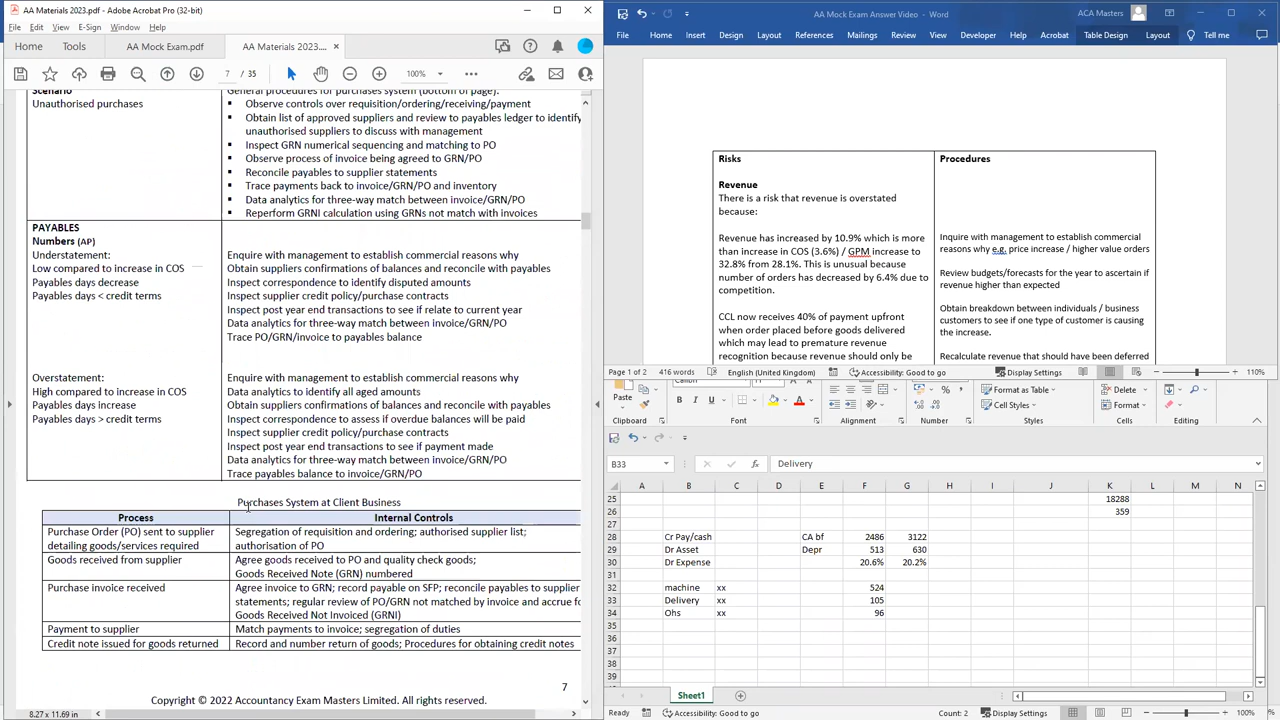 AA Materials 2023.pdf - Adobe Acrobat Pro (32-bit)
File Edit View E-Sign Window Help
Home Tools AA Mock Exam.pdf AA Materials 2023.... ×
7 / 35 100%
Scenario
General procedures for purchases system (bottom of page):
Unauthorised purchases
▪ Observe controls over requisition/ordering/receiving/payment
▪ Obtain list of approved suppliers and review to payables ledger to identify
unauthorised suppliers to discuss with management
▪ Inspect GRN numerical sequencing and matching to PO
▪ Observe process of invoice being agreed to GRN/PO
▪ Reconcile payables to supplier statements
▪ Trace payments back to invoice/GRN/PO and inventory
▪ Data analytics for three-way match between invoice/GRN/PO
▪ Reperform GRNI calculation using GRNs not match with invoices
PAYABLES
Numbers (AP)
Understatement:
Low compared to increase in COS
Payables days decrease
Payables days < credit terms
Enquire with management to establish commercial reasons why
Obtain suppliers confirmations of balances and reconcile with payables
Inspect correspondence to identify disputed amounts
Inspect supplier credit policy/purchase contracts
Inspect post year end transactions to see if relate to current year
Data analytics for three-way match between invoice/GRN/PO
Trace PO/GRN/invoice to payables balance
Overstatement:
High compared to increase in COS
Payables days Increase
Payables days > credit terms
Enquire with management to establish commercial reasons why
Data analytics to identify all aged amounts
Obtain suppliers confirmations of balances and reconcile with payables
Inspect correspondence to assess if overdue balances will be paid
Inspect supplier credit policy/purchase contracts
Inspect post year end transactions to see if payment made
Data analytics for three-way match between invoice/GRN/PO
Trace payables balance to invoice/GRN/PO
Purchases System at Client Business
Process Internal Controls
Purchase Order (PO) sent to supplier
detailing goods/services required
Segregation of requisition and ordering; authorised supplier list;
authorisation of PO
Goods received from supplier
Agree goods received to PO and quality check goods;
Goods Received Note (GRN) numbered
Purchase invoice received
Agree invoice to GRN; record payable on SFP; reconcile payables to supplier
statements; regular review of PO/GRN not matched by invoice and accrue fo
Goods Received Not Invoiced (GRNI)
Payment to supplier
Match payments to invoice; segregation of duties
Credit note issued for goods returned
Record and number return of goods; Procedures for obtaining credit notes
7
Copyright © 2022 Accountancy Exam Masters Limited. All rights reserved.
8.27 x 11.69 in
AA Mock Exam Answer Video - Word
ACA Masters
File Home Insert Design Layout References Mailings Review View Developer Help Acrobat Table Design Layout Tell me
Risks
Revenue
There is a risk that revenue is overstated
because:
Revenue has increased by 10.9% which is more
than increase in COS (3.6%) / GPM increase to
32.8% from 28.1%. This is unusual because
number of orders has decreased by 6.4% due to
competition.
CCL now receives 40% of payment upfront
when order placed before goods delivered
which may lead to premature revenue
recognition because revenue should only be
Procedures
Inquire with management to establish commercial
reasons why e.g. price increase / higher value orders
Review budgets/forecasts for the year to ascertain if
revenue higher than expected
Obtain breakdown between individuals / business
customers to see if one type of customer is causing
the increase.
Recalculate revenue that should have been deferred
Page 1 of 2 416 words English (United Kingdom) Accessibility: Good to go Display Settings 110%
Paste Calibri Format as Table Cell Styles Delete Format
Clipboard Font Alignment Number Styles Cells Editing
B33 fx Delivery
A B C D E F G H I J K L M N
25 18288
26 359
27
28 Cr Pay/cash CA bf 2486 3122
29 Dr Asset Depr 513 630
30 Dr Expense 20.6% 20.2%
31
32 machine xx 524
33 Delivery xx 105
34 Ohs xx 96
35
36
37
38
39
Sheet1
Ready Accessibility: Good to go Count: 2 Display Settings 100%